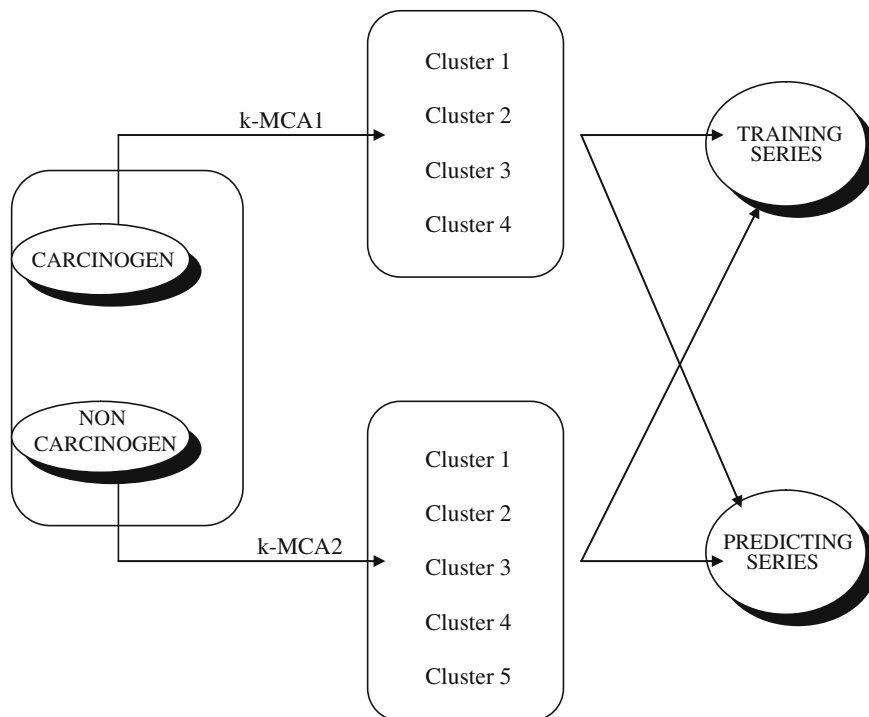 CARCINOGEN
NON
CARCINOGEN
k-MCA1
k-MCA2
Cluster 1
Cluster 2
Cluster 3
Cluster 4
Cluster 1
Cluster 2
Cluster 3
Cluster 4
Cluster 5
TRAINING
SERIES
PREDICTING
SERIES